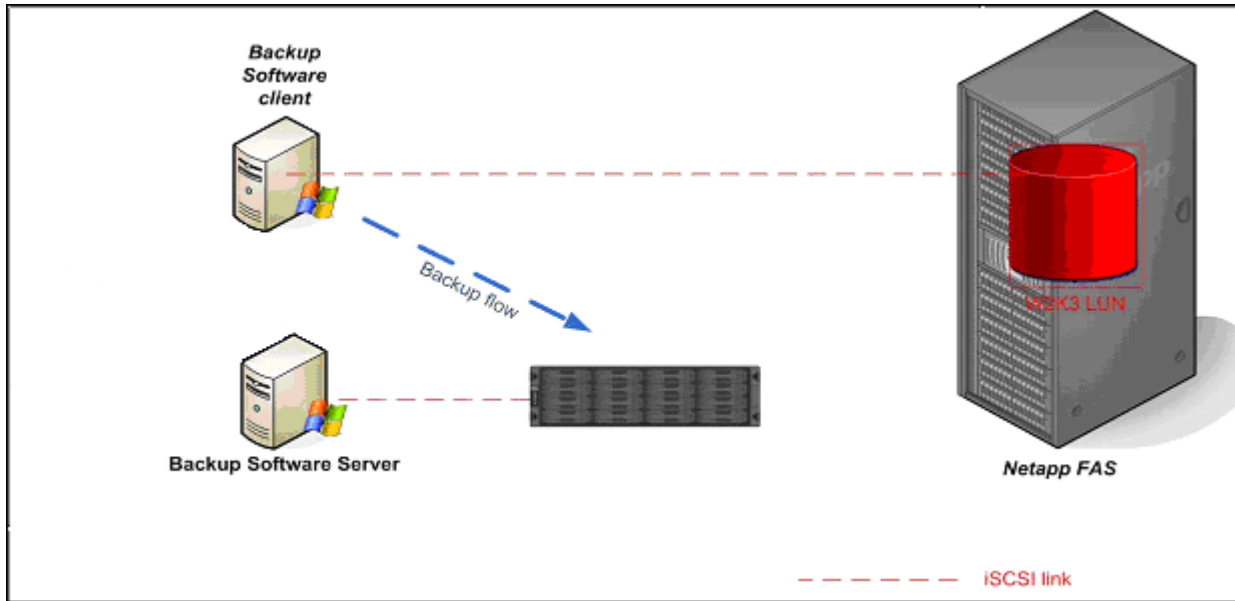 Backup
Software
client
W2K3 LUN
Backup flow
Backup Software Server
Netapp FAS
iSCSI link